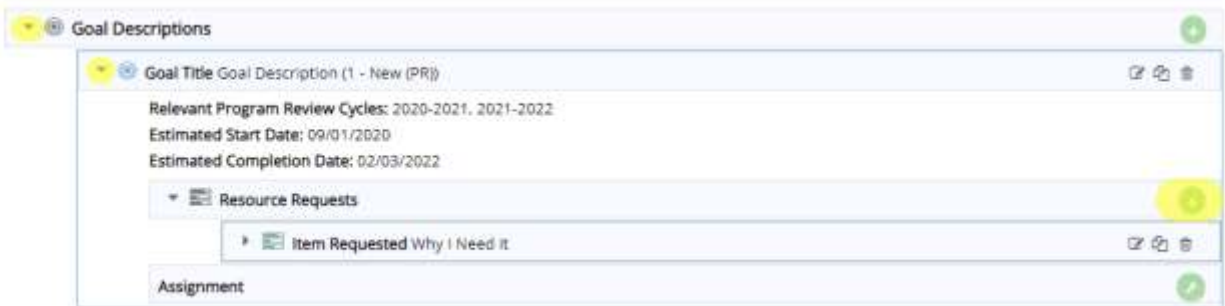 Goal Descriptions
Goal Title Goal Description (1 - New (PR))
Relevant Program Review Cycles: 2020-2021, 2021-2022
Estimated Start Date: 09/01/2020
Estimated Completion Date: 02/03/2022
Resource Requests
Item Requested Why I Need It
Assignment